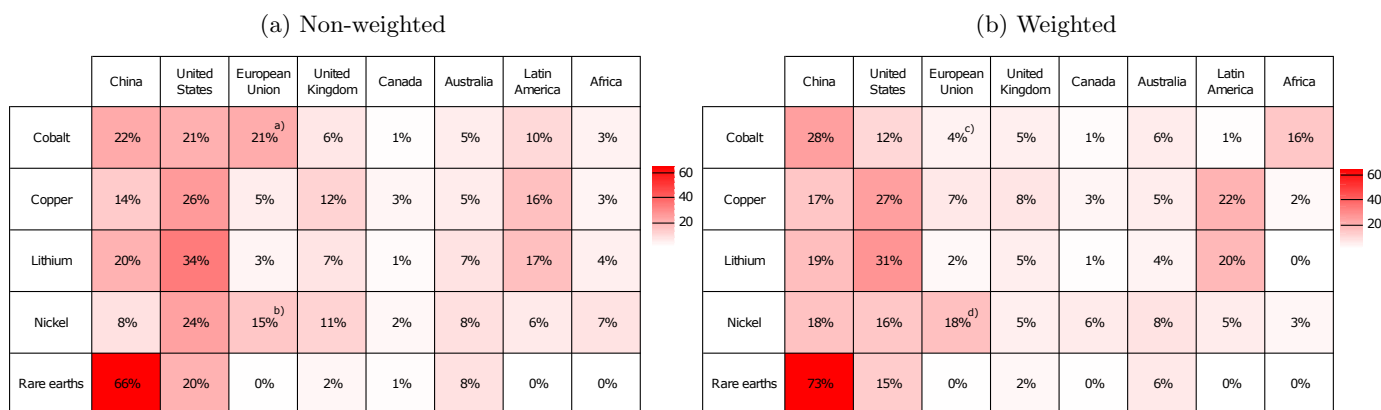 (a) Non-weighted
China United States European Union United Kingdom Canada Australia Latin America Africa
Cobalt 22% 21% 21% a) 6% 1% 5% 10% 3%
Copper 14% 26% 5% 12% 3% 5% 16% 3%
Lithium 20% 34% 3% 7% 1% 7% 17% 4%
Nickel 8% 24% 15% b) 11% 2% 8% 6% 7%
Rare earths 66% 20% 0% 2% 1% 8% 0% 0%
60
40
20
(b) Weighted
China United States European Union United Kingdom Canada Australia Latin America Africa
Cobalt 28% 12% 4% c) 5% 1% 6% 1% 16%
Copper 17% 27% 7% 8% 3% 5% 22% 2%
Lithium 19% 31% 2% 5% 1% 4% 20% 0%
Nickel 18% 16% 18% d) 5% 6% 8% 5% 3%
Rare earths 73% 15% 0% 2% 0% 6% 0% 0%
60
40
20